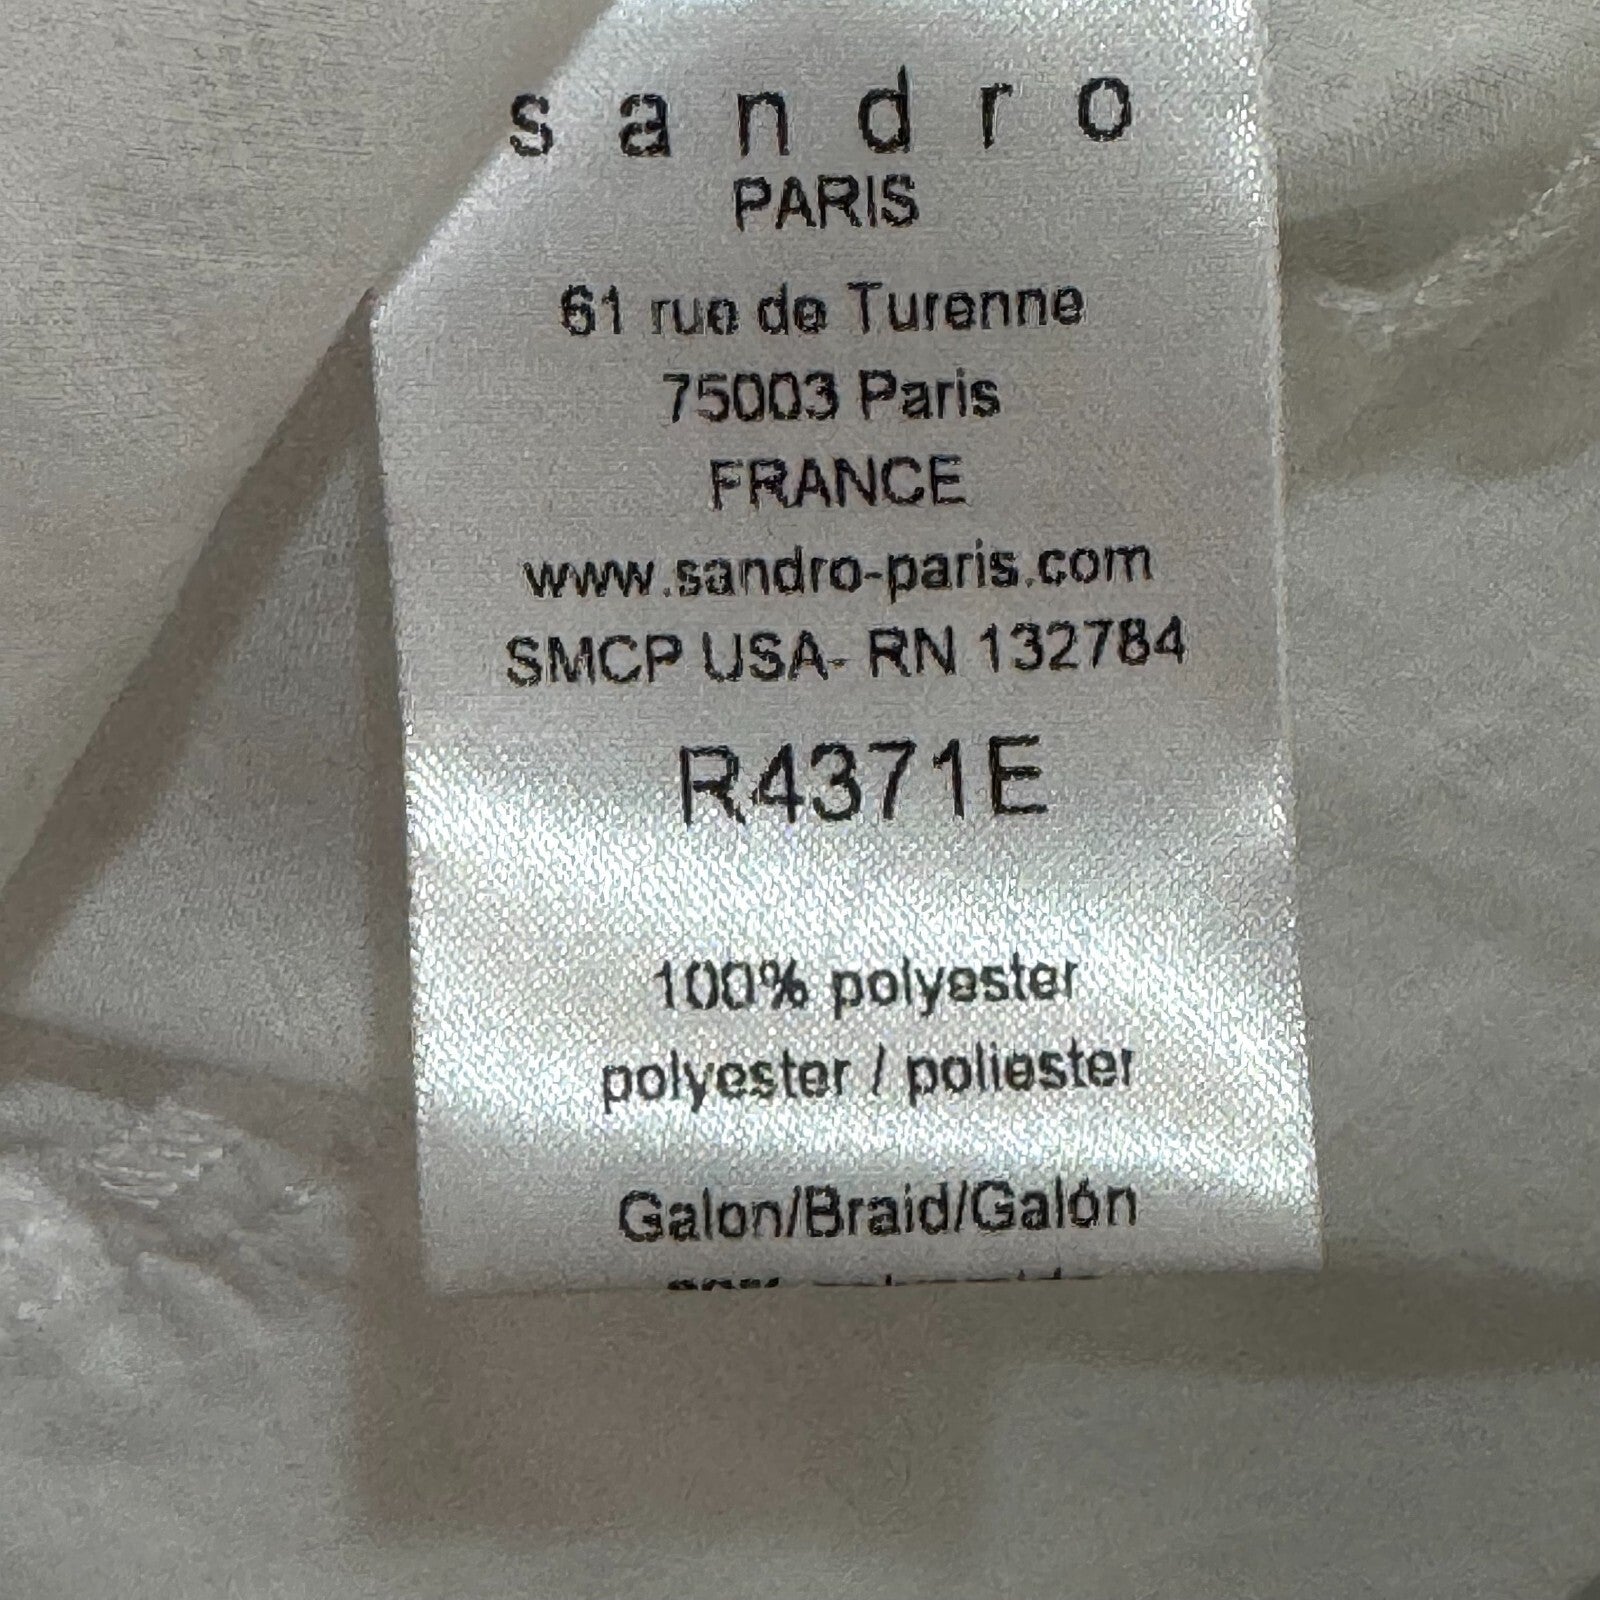 sandro
PARIS
61 rue de Turenne
75003 Paris
FRANCE
www.sandro-paris.com
SMCP USA- RN 132784
R4371E
100% polyester
polyester / poliester
Galon/Braid/Galón